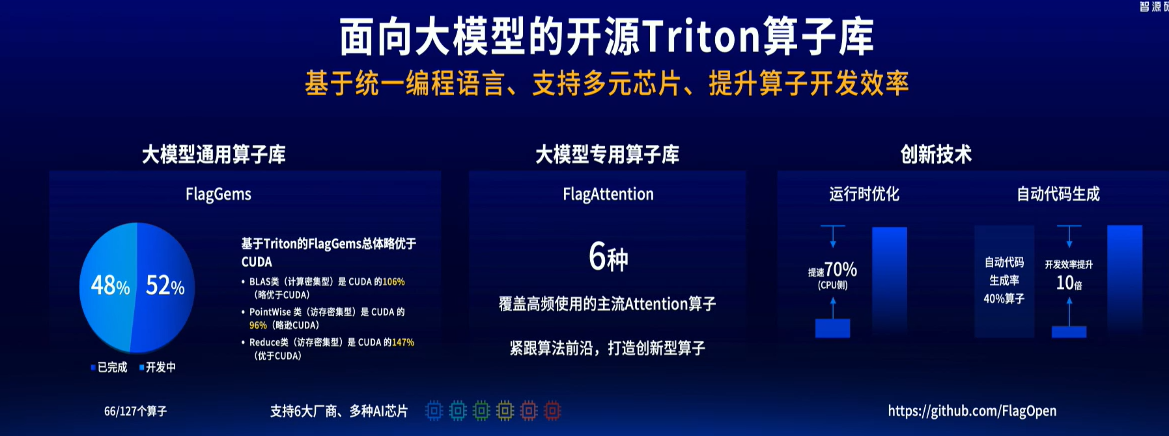 智源研
面向大模型的开源Triton算子库
基于统一编程语言、支持多元芯片、提升算子开发效率
大模型通用算子库
FlagGems
48%
52%
已完成
开发中
66/127个算子
基于Triton的FlagGems总体略优于
CUDA
• BLAS类（计算密集型）是 CUDA 的106%
（略优于CUDA）
• PointWise 类（访存密集型）是 CUDA 的
96%（略逊CUDA）
• Reduce类（访存密集型）是 CUDA 的147%
（优于CUDA）
支持6大厂商、多种AI芯片
大模型专用算子库
FlagAttention
6种
覆盖高频使用的主流Attention算子
紧跟算法前沿，打造创新型算子
创新技术
运行时优化
提速70%
(CPU侧)
自动代码生成
自动代码
生成率
40%算子
开发效率提升
10倍
https://github.com/FlagOpen